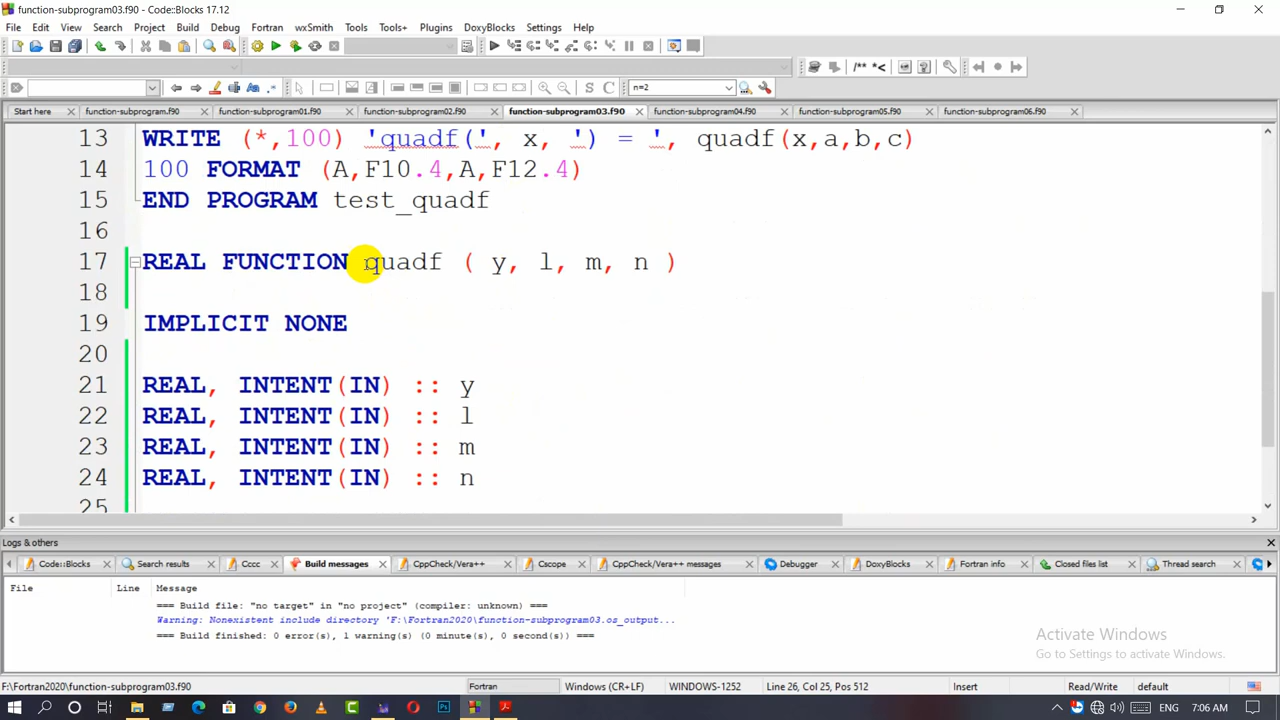 function-subprogram03.f90 - Code::Blocks 17.12
File Edit View Search Project Build Debug Fortran wxSmith Tools Tools+ Plugins DoxyBlocks Settings Help
/** *<
n=2
Start here function-subprogram.f90 function-subprogram01.f90 function-subprogram02.f90 function-subprogram03.f90 function-subprogram04.f90 function-subprogram05.f90 function-subprogram06.f90
13 WRITE (*,100) 'quadf(', x, ') = ', quadf(x,a,b,c)
14 100 FORMAT (A,F10.4,A,F12.4)
15 END PROGRAM test_quadf
16
17 REAL FUNCTION quadf ( y, l, m, n )
18
19 IMPLICIT NONE
20
21 REAL, INTENT(IN) :: y
22 REAL, INTENT(IN) :: l
23 REAL, INTENT(IN) :: m
24 REAL, INTENT(IN) :: n
25
Logs & others
Code::Blocks Search results Cccc Build messages CppCheck/Vera++ Cscope CppCheck/Vera++ messages Debugger DoxyBlocks Fortran info Closed files list Thread search
File Line Message
=== Build file: "no target" in "no project" (compiler: unknown) ===
Warning: Nonexistent include directory 'F:\Fortran2020\function-subprogram03.os_output...
=== Build finished: 0 error(s), 1 warning(s) (0 minute(s), 0 second(s)) ===
Activate Windows
Go to Settings to activate Windows.
F:\Fortran2020\function-subprogram03.f90 Fortran Windows (CR+LF) WINDOWS-1252 Line 26, Col 25, Pos 512 Insert Read/Write default
ENG 7:06 AM